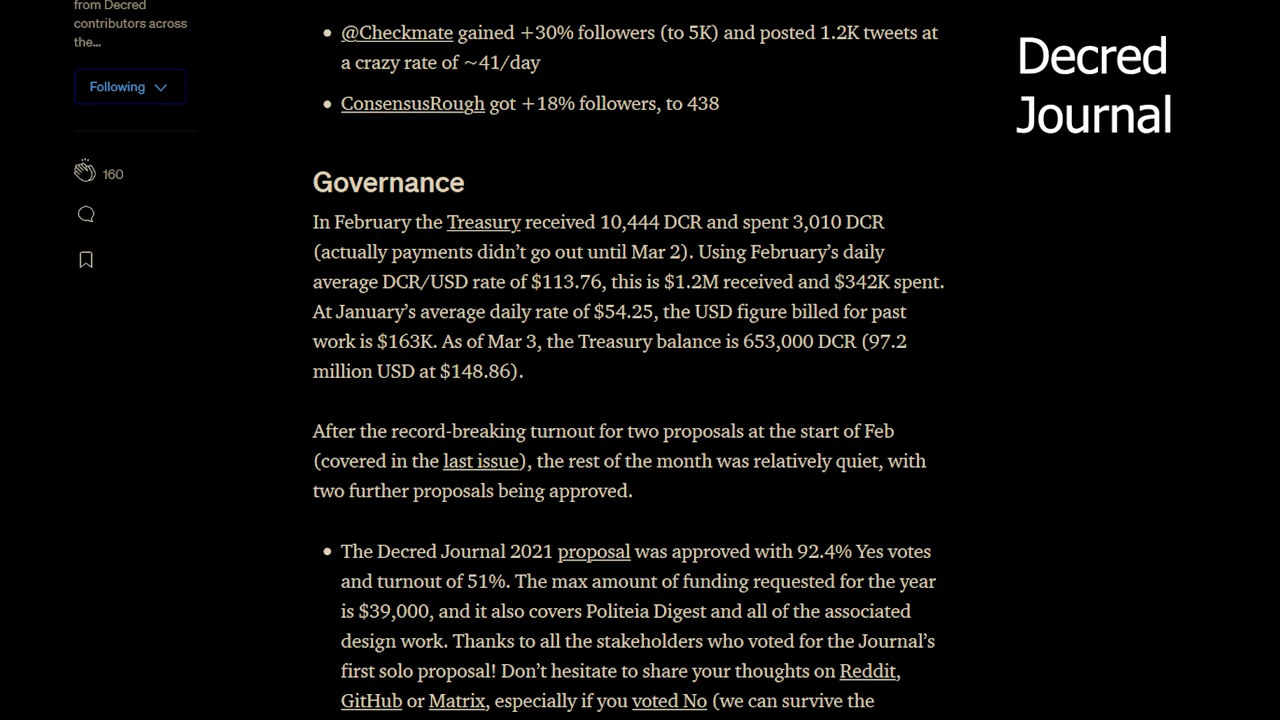 from Decred
contributors across
the...
Following
160
@Checkmate gained +30% followers (to 5K) and posted 1.2K tweets at
a crazy rate of ~41/day
ConsensusRough got +18% followers, to 438
Governance
In February the Treasury received 10,444 DCR and spent 3,010 DCR
(actually payments didn’t go out until Mar 2). Using February’s daily
average DCR/USD rate of $113.76, this is $1.2M received and $342K spent.
At January’s average daily rate of $54.25, the USD figure billed for past
work is $163K. As of Mar 3, the Treasury balance is 653,000 DCR (97.2
million USD at $148.86).
After the record-breaking turnout for two proposals at the start of Feb
(covered in the last issue), the rest of the month was relatively quiet, with
two further proposals being approved.
The Decred Journal 2021 proposal was approved with 92.4% Yes votes
and turnout of 51%. The max amount of funding requested for the year
is $39,000, and it also covers Politeia Digest and all of the associated
design work. Thanks to all the stakeholders who voted for the Journal’s
first solo proposal! Don’t hesitate to share your thoughts on Reddit,
GitHub or Matrix, especially if you voted No (we can survive the
Decred
Journal